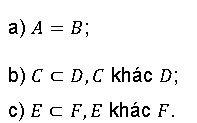 a) A = B;
b) C ⊂ D, C khác D;
c) E ⊂ F, E khác F.